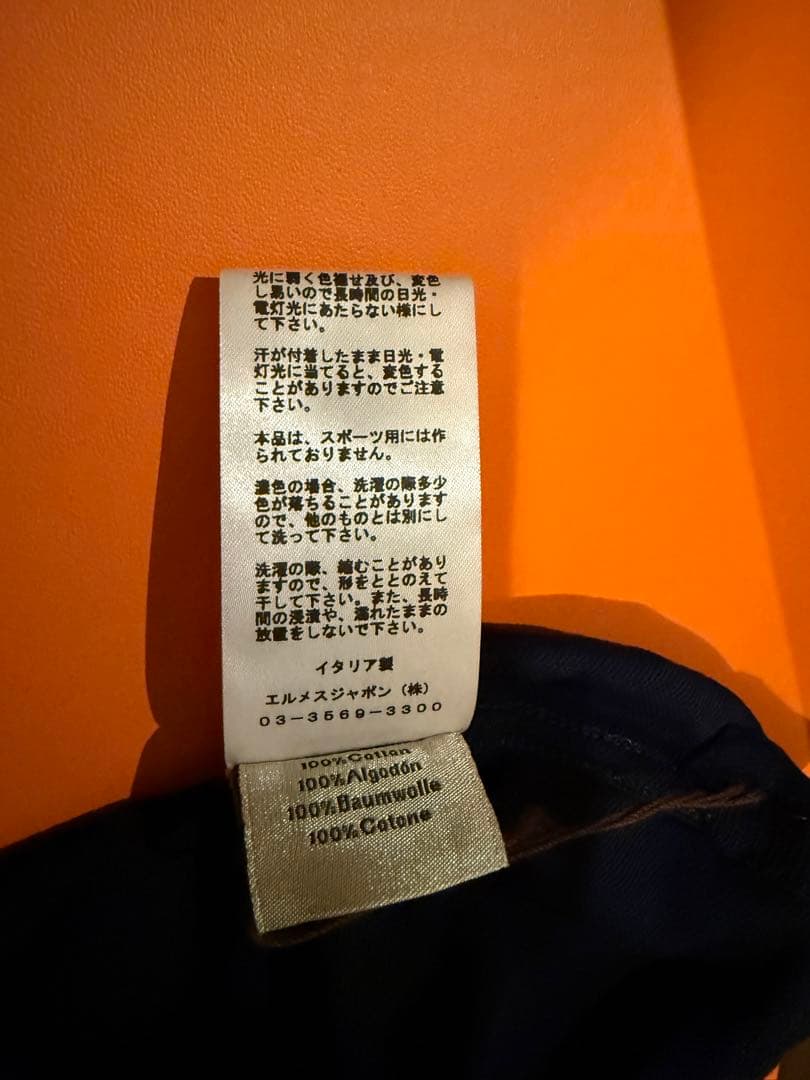 光に弱く色褪せ及び、変色
し易いので長時間の日光・
電灯光にあたらない様にし
て下さい。
汗が付着したまま日光・電
灯光に当てると、変色する
ことがありますのでご注意
下さい。
本品は、スポーツ用には作
られておりません。
濃色の場合、洗濯の際多少
色が落ちることがあります
ので、他のものとは別にし
て洗って下さい。
洗濯の際、縮むことがあり
ますので、形をととのえて
干して下さい。また、長時
間の浸漬や、濡れたままの
放置をしないで下さい。
イタリア製
エルメスジャポン（株）
03-3569-3300
100%Cotton
100%Algodón
100%Baumwolle
100%Cotone